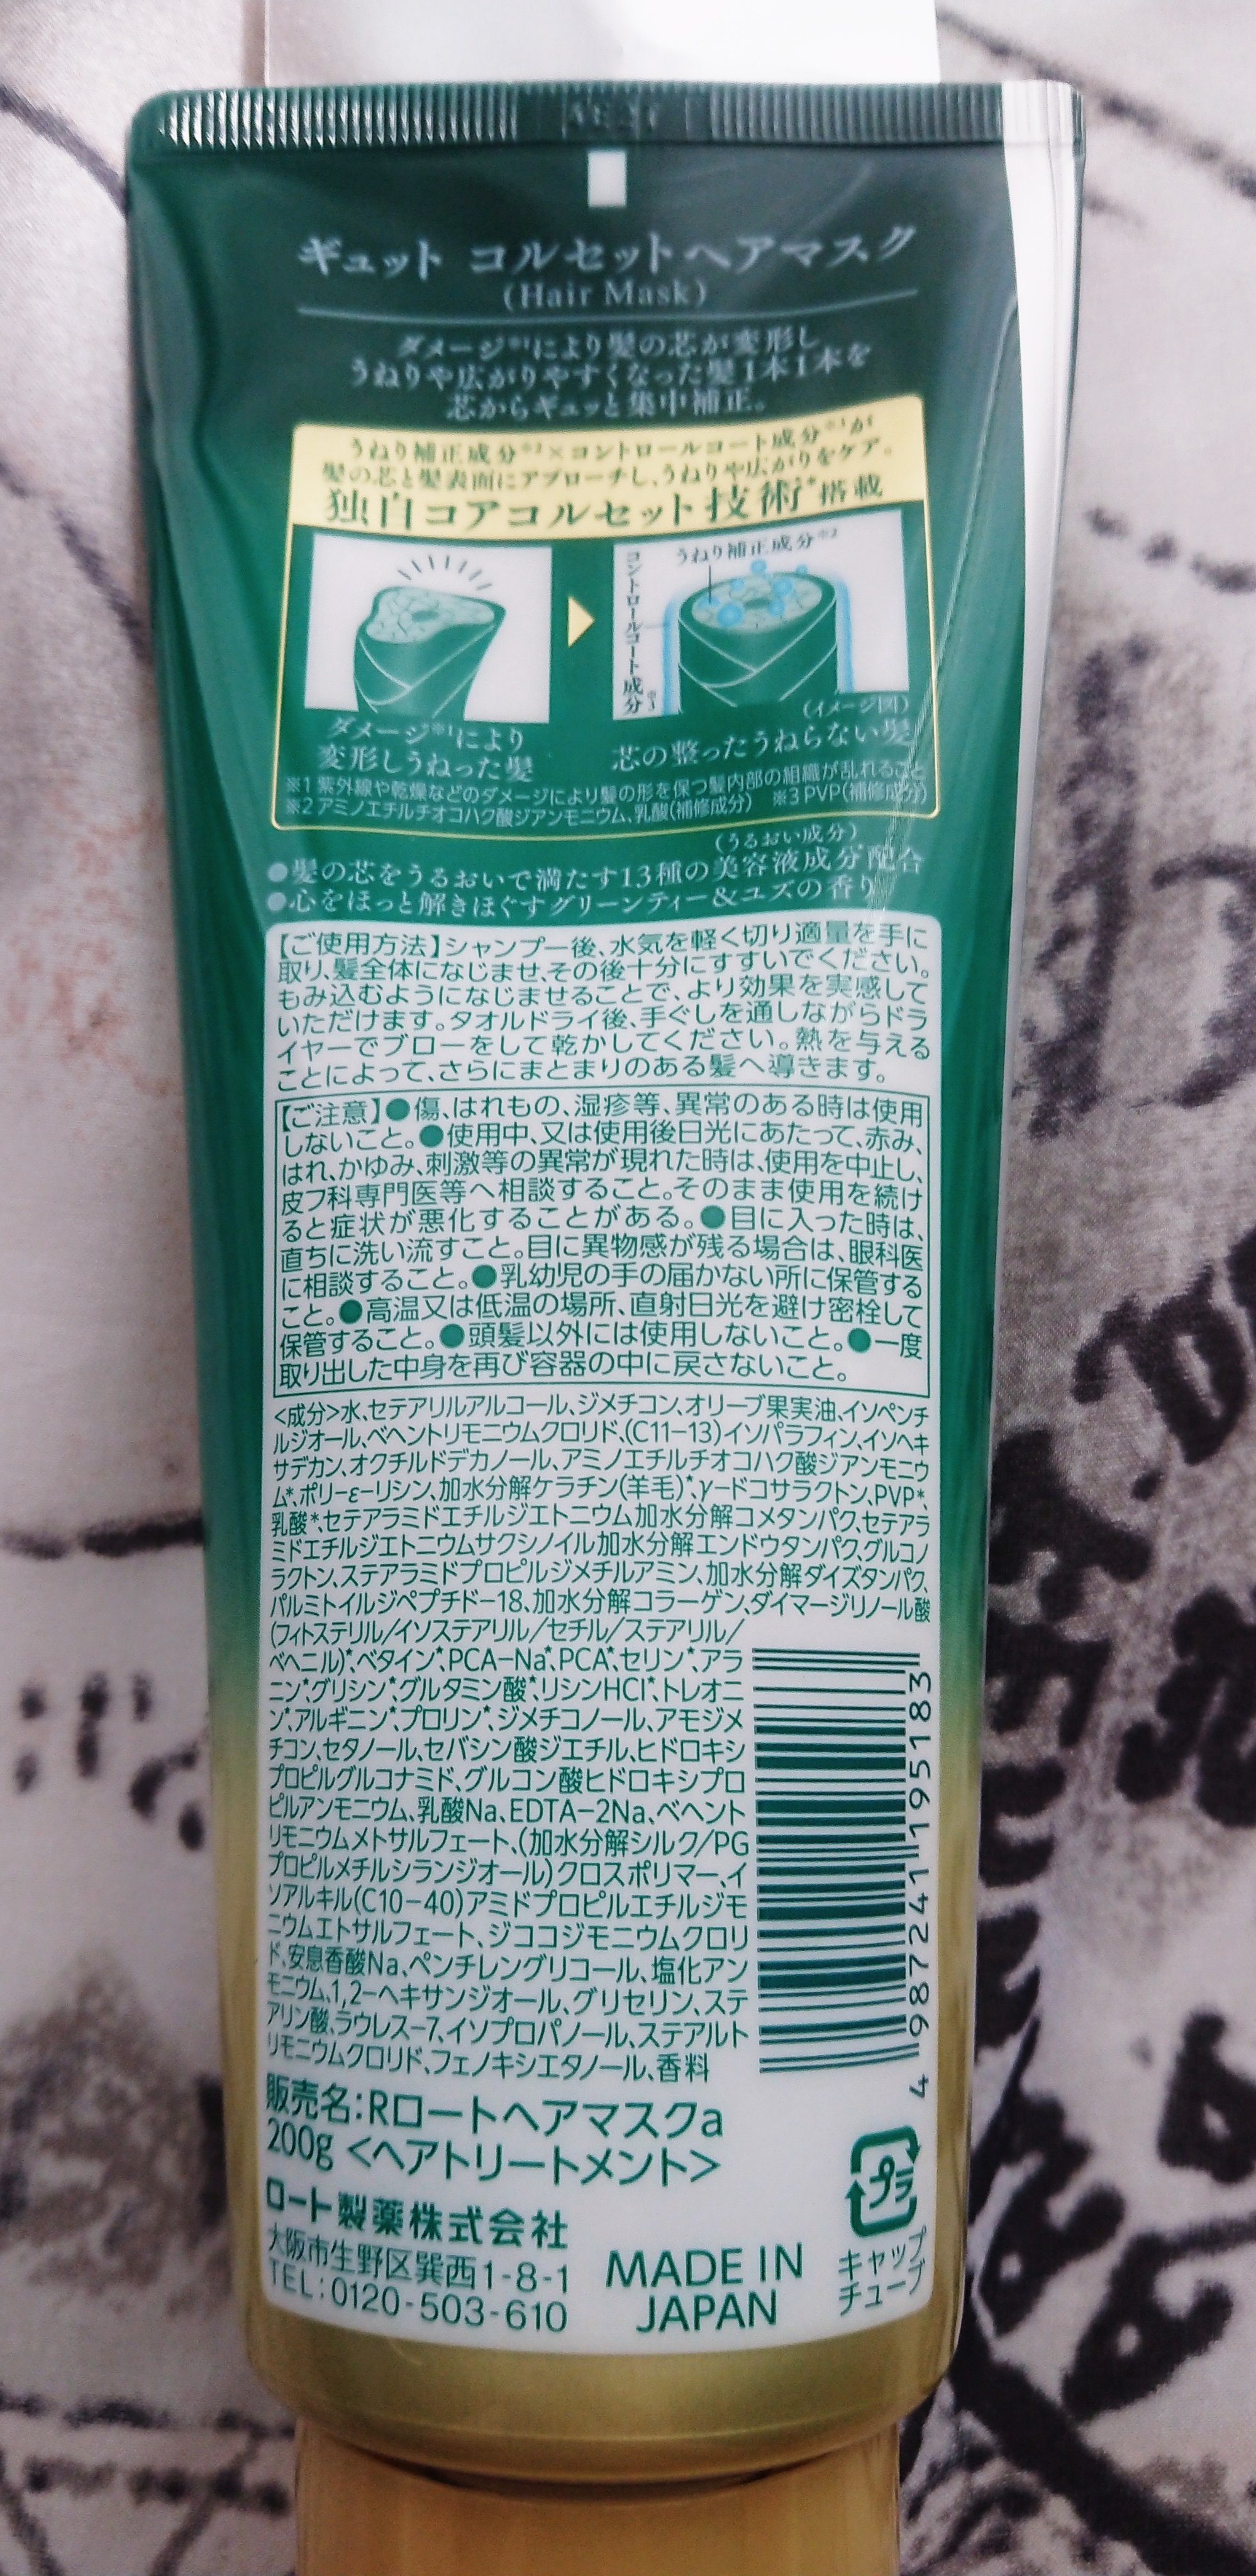 ギュット コルセットヘアマスク
(Hair Mask)
ダメージ※1により髪の芯が変形し
うねりや広がりやすくなった髪1本1本を
芯からギュッと集中補正。
うねり補正成分※2×コントロールコート成分※3が
髪の芯と髪表面にアプローチし、うねりや広がりをケア。
独自コアコルセット技術*搭載
うねり補正成分※2
コントロールコート成分※3
(イメージ図)
ダメージ※1により
変形しうねった髪
芯の整ったうねらない髪
※1 紫外線や乾燥などのダメージにより髪の形を保つ髪内部の組織が乱れること
※2 アミノエチルチオコハク酸ジアンモニウム、乳酸(補修成分) ※3 PVP(補修成分)
(うるおい成分)
●髪の芯をうるおいで満たす13種の美容液成分配合
●心をほっと解きほぐすグリーンティー&ユズの香り
【ご使用方法】シャンプー後、水気を軽く切り適量を手に
取り、髪全体になじませ、その後十分にすすいでください。
もみ込むようになじませることで、より効果を実感して
いただけます。タオルドライ後、手ぐしを通しながらドラ
イヤーでブローをして乾かしてください。熱を与える
ことによって、さらにまとまりのある髪へ導きます。
【ご注意】●傷、はれもの、湿疹等、異常のある時は使用
しないこと。●使用中、又は使用後日光にあたって、赤み、
はれ、かゆみ、刺激等の異常が現れた時は、使用を中止し、
皮フ科専門医等へ相談すること。そのまま使用を続け
ると症状が悪化することがある。●目に入った時は、
直ちに洗い流すこと。目に異物感が残る場合は、眼科医
に相談すること。●乳幼児の手の届かない所に保管する
こと。●高温又は低温の場所、直射日光を避け密栓して
保管すること。●頭髪以外には使用しないこと。●一度
取り出した中身を再び容器の中に戻さないこと。
<成分>水、セテアリルアルコール、ジメチコン、オリーブ果実油、イソペンチ
ルジオール、ベヘントリモニウムクロリド、(C11-13)イソパラフィン、イソヘキ
サデカン、オクチルドデカノール、アミノエチルチオコハク酸ジアンモニウ
ム*、ポリ-ε-リシン、加水分解ケラチン(羊毛)*、γ-ドコサラクトン、PVP*、
乳酸*、セテアラミドエチルジエトニウム加水分解コメタンパク、セテアラ
ミドエチルジエトニウムサクシノイル加水分解エンドウタンパク、グルコノ
ラクトン、ステアラミドプロピルジメチルアミン、加水分解ダイズタンパク、
パルミトイルジペプチド-18、加水分解コラーゲン、ダイマージリノール酸
(フィトステリル/イソステアリル/セチル/ステアリル/
ベヘニル)*、ベタイン*、PCA-Na*、PCA*、セリン*、アラ
ニン*、グリシン*、グルタミン酸*、リシンHCl*、トレオニ
ン*、アルギニン*、プロリン*、ジメチコノール、アモジメ
チコン、セタノール、セバシン酸ジエチル、ヒドロキシ
プロピルグルコナミド、グルコン酸ヒドロキシプロ
ピルアンモニウム、乳酸Na、EDTA-2Na、ベヘント
リモニウムメトサルフェート、(加水分解シルク/PG
プロピルメチルシランジオール)クロスポリマー、イ
ソアルキル(C10-40)アミドプロピルエチルジモ
ニウムエトサルフェート、ジココジモニウムクロリ
ド、安息香酸Na、ペンチレングリコール、塩化アン
モニウム、1,2-ヘキサンジオール、グリセリン、ステ
アリン酸、ラウレス-7、イソプロパノール、ステアルト
リモニウムクロリド、フェノキシエタノール、香料
4 987241 195183
販売名:Rロートヘアマスクa
200g <ヘアトリートメント>
ロート製薬株式会社
大阪市生野区巽西1-8-1
TEL:0120-503-610
MADE IN
JAPAN
プラ
キャップ
チューブ